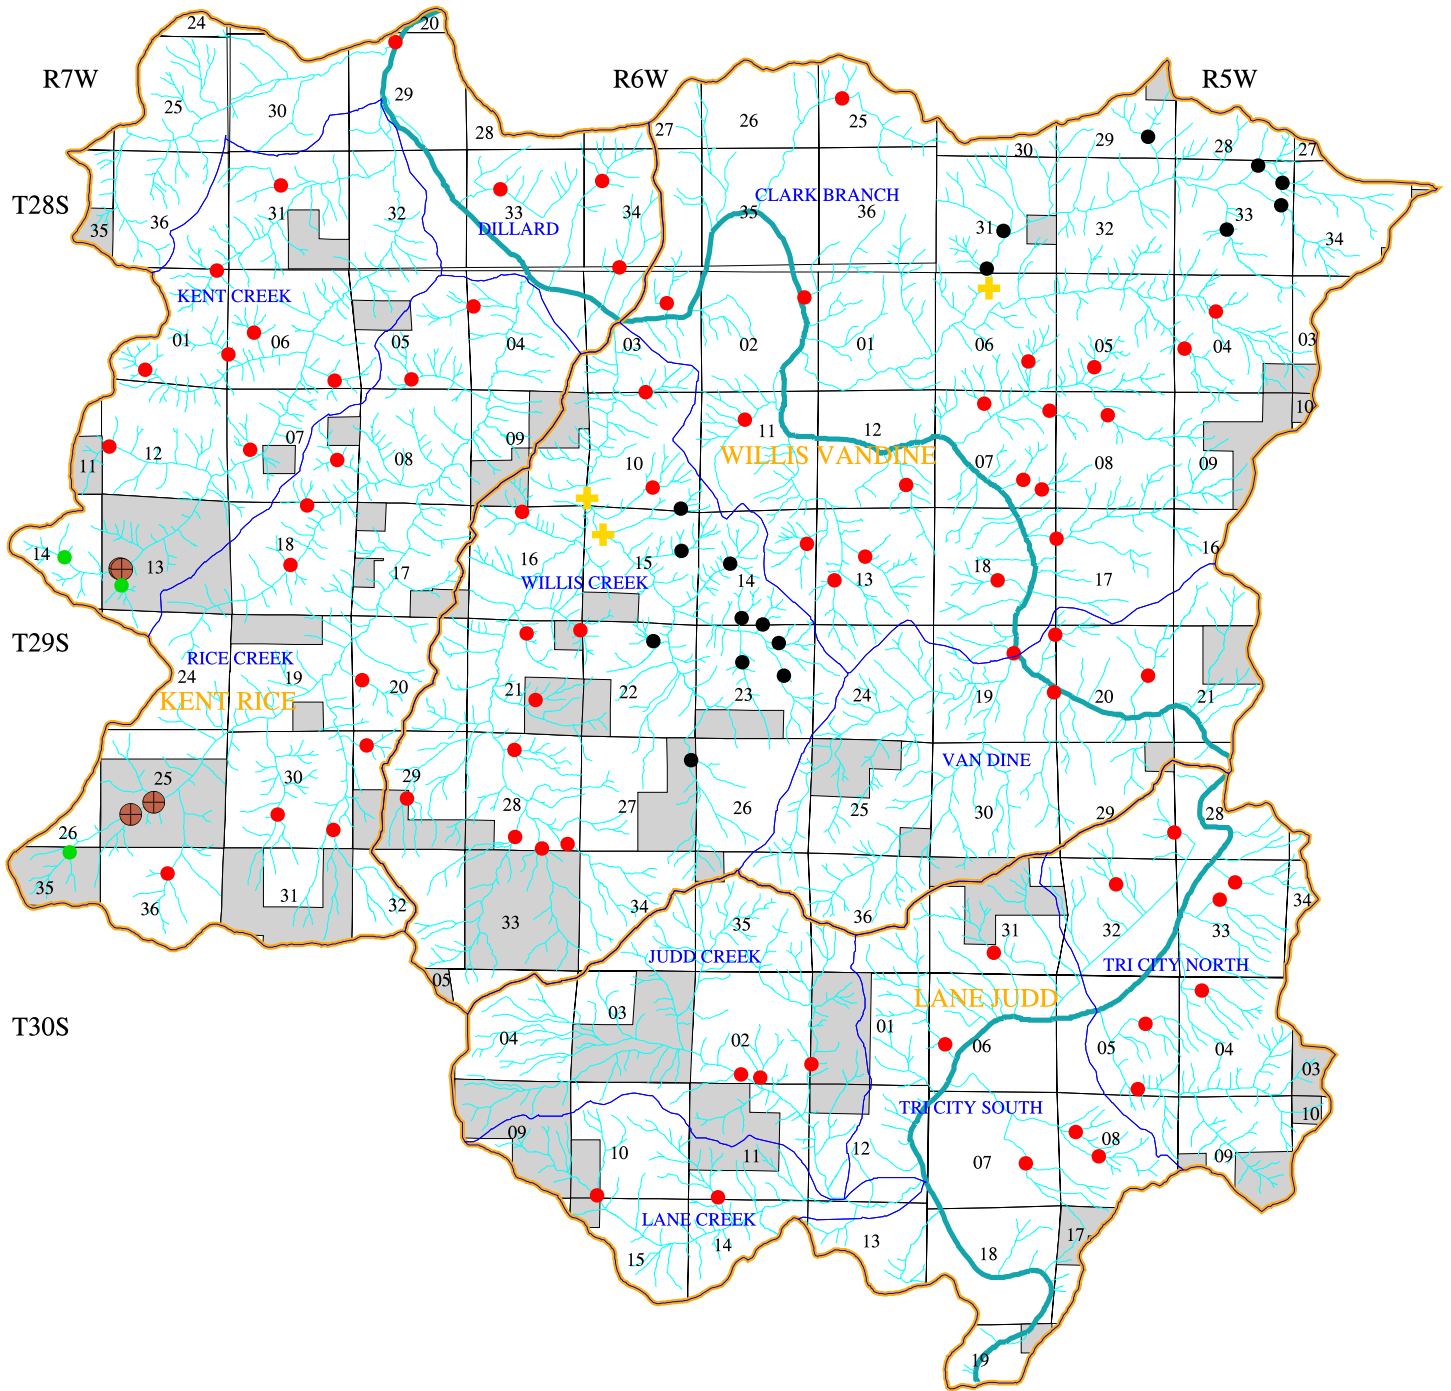 24 20
R7W R6W R5W
25 30 29 28 27 26 25 30 29 28 27
T28S
35 36 31 32 33 34 35 36 31 32 33 34
CLARK BRANCH
DILLARD
KENT CREEK
01 06 05 04 03 02 01 06 05 04 03
10
11 12 07 08 09 10 11 12 07 08 09
WILLIS VANDINE
14 13 18 17 16 15 14 13 18 17 16
WILLIS CREEK
T29S
RICE CREEK
24 19 20 21 22 23 24 19 20 21
KENT RICE
VAN DINE
26 25 30 29 28 27 26 25 30 29 28
35 36 31 32 33 34 35 36 31 32 33 34
JUDD CREEK
TRI CITY NORTH
LANE JUDD
T30S
05 04 03 02 01 06 05 04 03
TRI CITY SOUTH
09 10 11 12 07 08 09 10
LANE CREEK
15 14 13 18 17
19